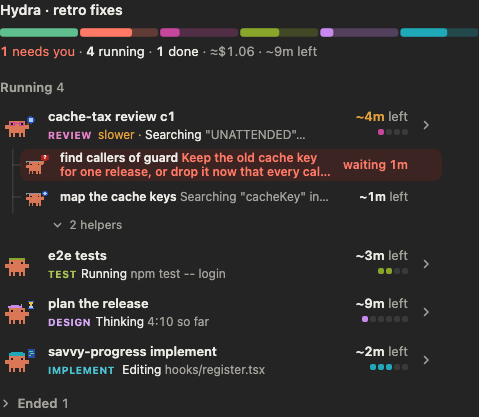 Hydra · retro fixes
1 needs you · 4 running · 1 done · ≈$1.06 · ~9m left
Running 4
cache-tax review c1 ~4m left
REVIEW slower · Searching "UNATTENDED"…
find callers of guard Keep the old cache key
for one release, or drop it now that every cal… waiting 1m
map the cache keys Searching "cacheKey" in… ~1m left
2 helpers
e2e tests ~3m left
TEST Running npm test -- login
plan the release ~9m left
DESIGN Thinking 4:10 so far
savvy-progress implement ~2m left
IMPLEMENT Editing hooks/register.tsx
Ended 1